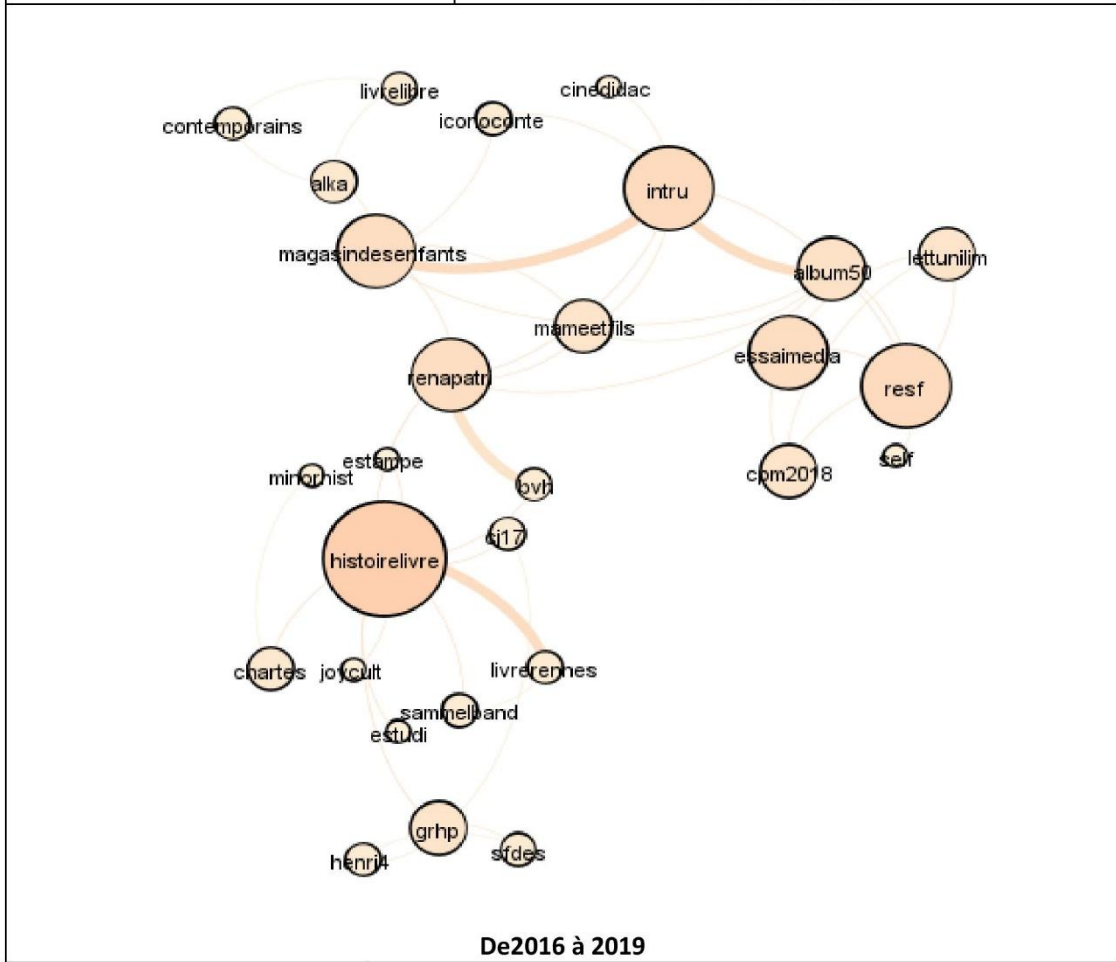 livrelibre
cinedidac
contemporains
iconoconte
alka
intru
magasindesenfants
album50
lettunilim
mameetfils
essaimedia
renapatri
resf
estampe
minorhist
self
cpm2018
bvh
cj17
histoirelivre
chartes
joycult
livrerennes
sammelband
estudi
grhp
henri4
sfdes
De2016 à 2019